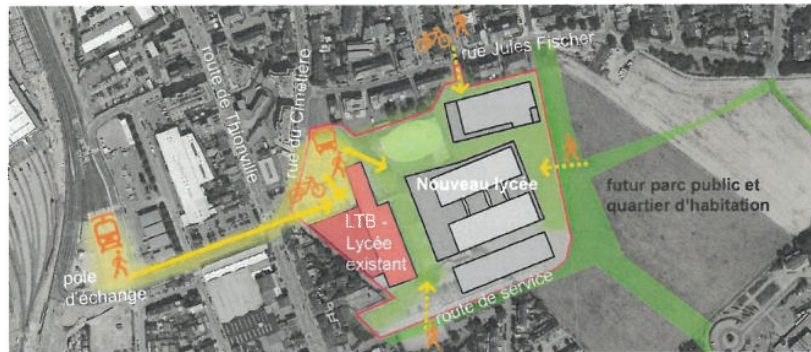 rue Jules Fischer
route de Thionville
rue du Cimetière
Nouveau lycée
futur parc public et
quartier d'habitation
LTB -
Lycée
existant
pole
d'échange
route de service